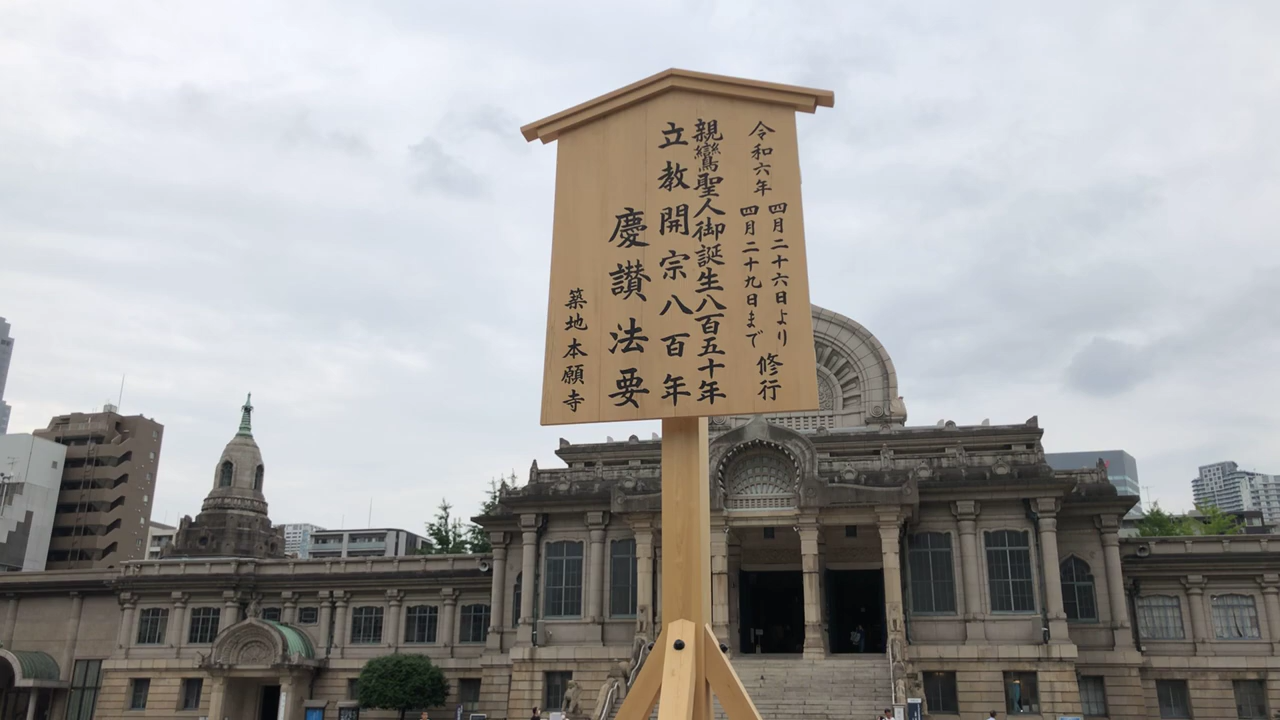 令和六年
四月二十六日より
四月二十九日まで
修行
親鸞聖人御誕生八百五十年
立教開宗八百年
慶讃法要
築地本願寺